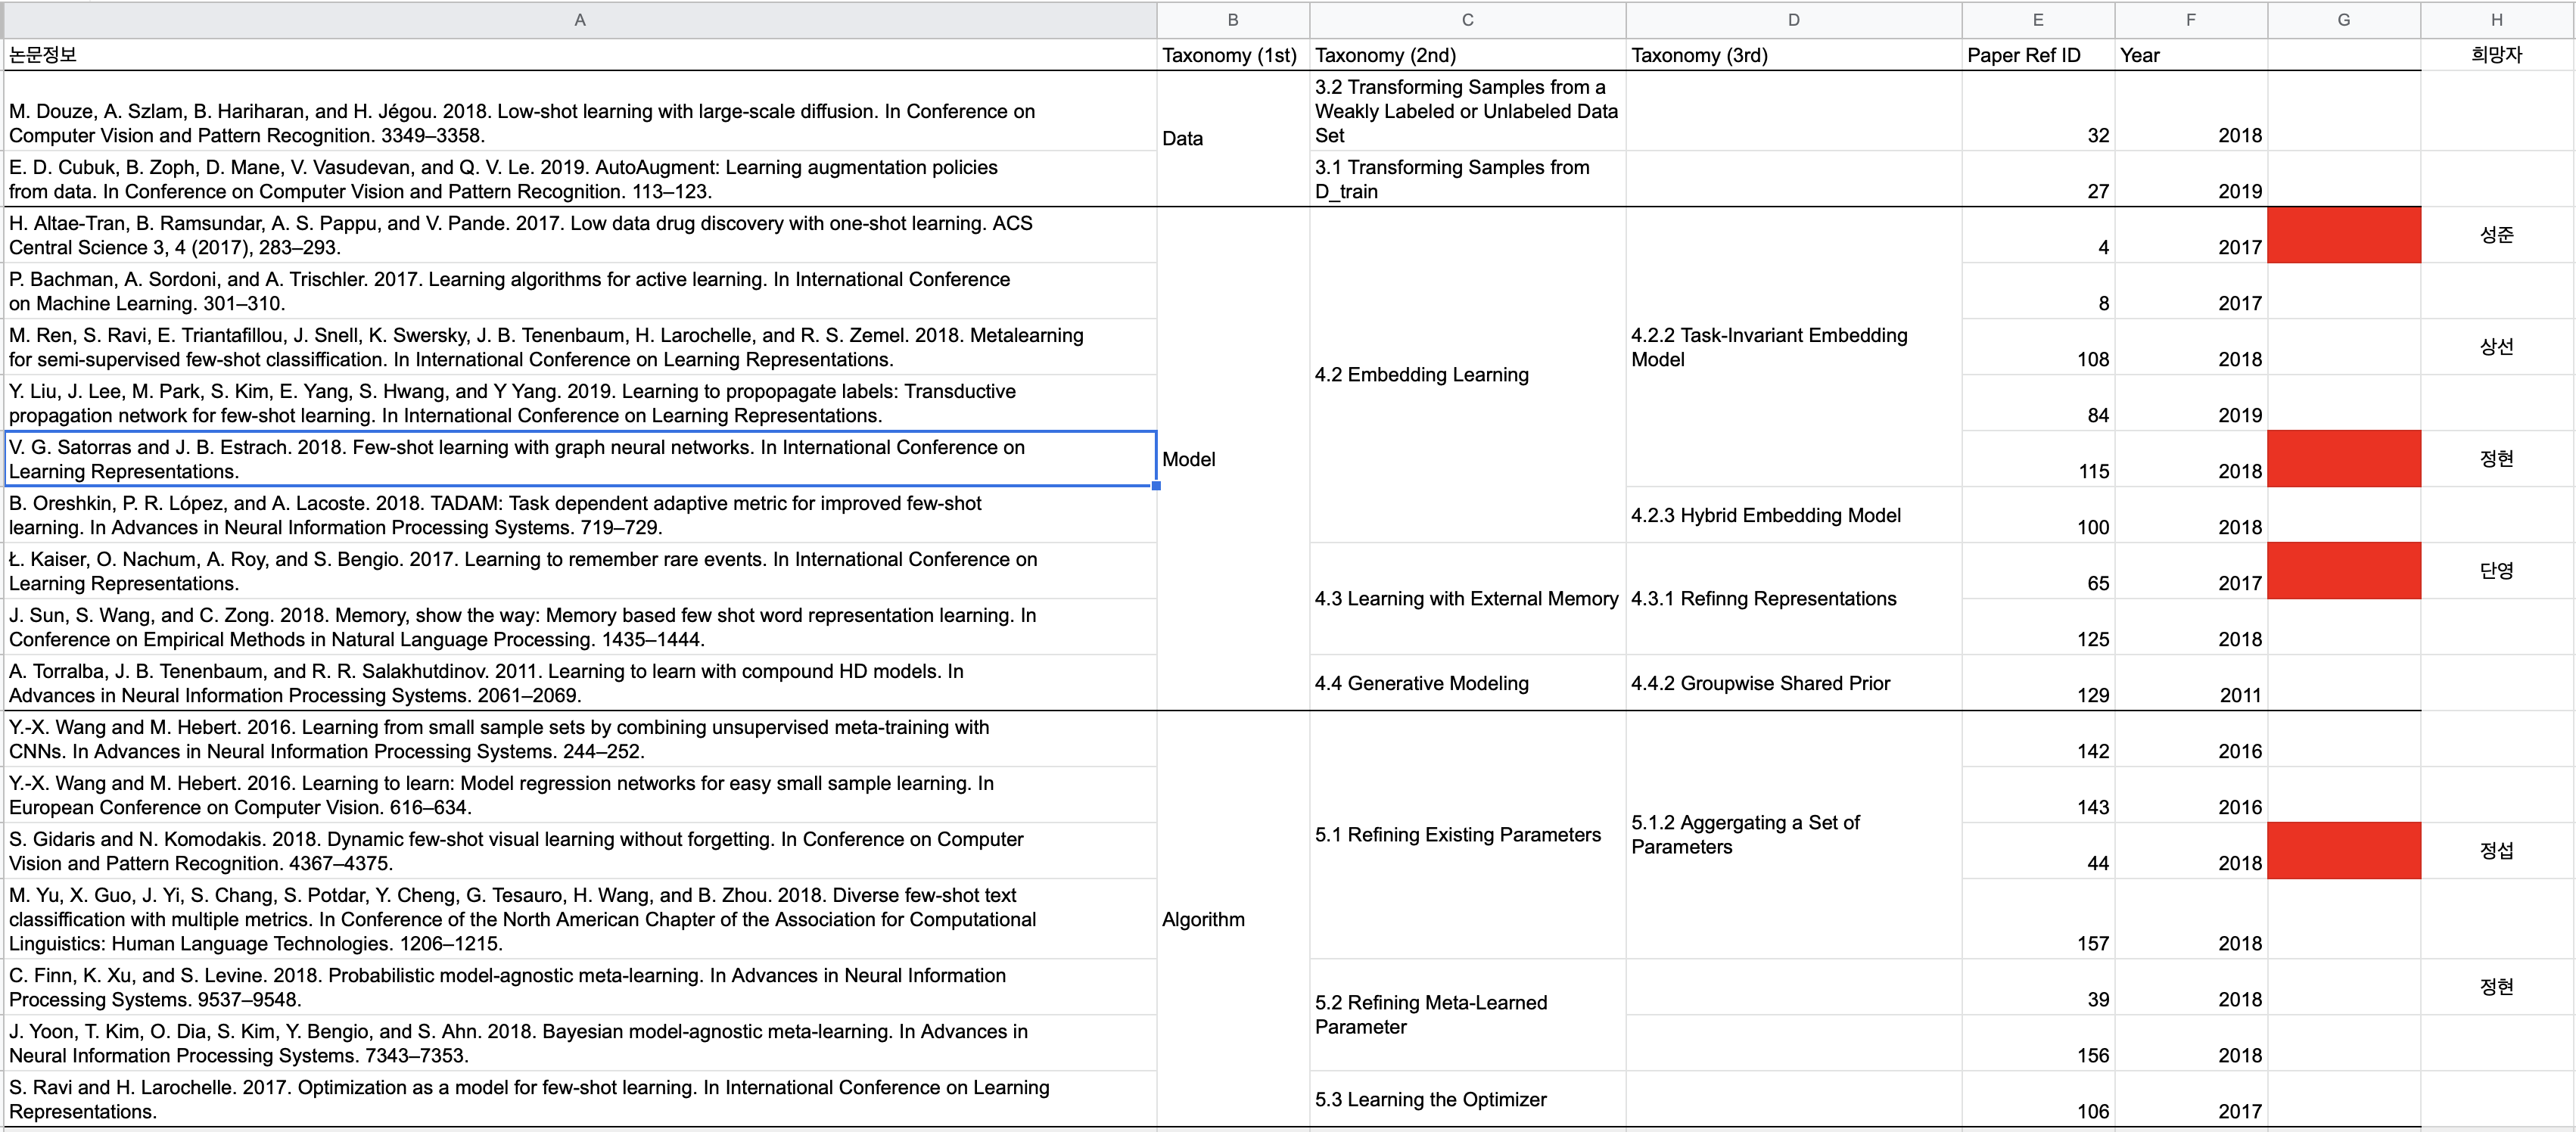 A B C D E F G H
논문정보 Taxonomy (1st) Taxonomy (2nd) Taxonomy (3rd) Paper Ref ID Year 희망자
M. Douze, A. Szlam, B. Hariharan, and H. Jégou. 2018. Low-shot learning with large-scale diffusion. In Conference on
Computer Vision and Pattern Recognition. 3349–3358.
Data
3.2 Transforming Samples from a
Weakly Labeled or Unlabeled Data
Set
32 2018
E. D. Cubuk, B. Zoph, D. Mane, V. Vasudevan, and Q. V. Le. 2019. AutoAugment: Learning augmentation policies
from data. In Conference on Computer Vision and Pattern Recognition. 113–123.
3.1 Transforming Samples from
D_train
27 2019
H. Altae-Tran, B. Ramsundar, A. S. Pappu, and V. Pande. 2017. Low data drug discovery with one-shot learning. ACS
Central Science 3, 4 (2017), 283–293.
Model
4.2 Embedding Learning
4.2.2 Task-Invariant Embedding
Model
4 2017 성준
P. Bachman, A. Sordoni, and A. Trischler. 2017. Learning algorithms for active learning. In International Conference
on Machine Learning. 301–310.
8 2017
M. Ren, S. Ravi, E. Triantafillou, J. Snell, K. Swersky, J. B. Tenenbaum, H. Larochelle, and R. S. Zemel. 2018. Metalearning
for semi-supervised few-shot classiffication. In International Conference on Learning Representations.
108 2018 상선
Y. Liu, J. Lee, M. Park, S. Kim, E. Yang, S. Hwang, and Y Yang. 2019. Learning to propopagate labels: Transductive
propagation network for few-shot learning. In International Conference on Learning Representations.
84 2019
V. G. Satorras and J. B. Estrach. 2018. Few-shot learning with graph neural networks. In International Conference on
Learning Representations.
115 2018 정현
B. Oreshkin, P. R. López, and A. Lacoste. 2018. TADAM: Task dependent adaptive metric for improved few-shot
learning. In Advances in Neural Information Processing Systems. 719–729.
4.2.3 Hybrid Embedding Model
100 2018
Ł. Kaiser, O. Nachum, A. Roy, and S. Bengio. 2017. Learning to remember rare events. In International Conference on
Learning Representations.
4.3 Learning with External Memory
4.3.1 Refinng Representations
65 2017 단영
J. Sun, S. Wang, and C. Zong. 2018. Memory, show the way: Memory based few shot word representation learning. In
Conference on Empirical Methods in Natural Language Processing. 1435–1444.
125 2018
A. Torralba, J. B. Tenenbaum, and R. R. Salakhutdinov. 2011. Learning to learn with compound HD models. In
Advances in Neural Information Processing Systems. 2061–2069.
4.4 Generative Modeling
4.4.2 Groupwise Shared Prior
129 2011
Y.-X. Wang and M. Hebert. 2016. Learning from small sample sets by combining unsupervised meta-training with
CNNs. In Advances in Neural Information Processing Systems. 244–252.
Algorithm
5.1 Refining Existing Parameters
5.1.2 Aggergating a Set of
Parameters
142 2016
Y.-X. Wang and M. Hebert. 2016. Learning to learn: Model regression networks for easy small sample learning. In
European Conference on Computer Vision. 616–634.
143 2016
S. Gidaris and N. Komodakis. 2018. Dynamic few-shot visual learning without forgetting. In Conference on Computer
Vision and Pattern Recognition. 4367–4375.
44 2018 정섭
M. Yu, X. Guo, J. Yi, S. Chang, S. Potdar, Y. Cheng, G. Tesauro, H. Wang, and B. Zhou. 2018. Diverse few-shot text
classiffication with multiple metrics. In Conference of the North American Chapter of the Association for Computational
Linguistics: Human Language Technologies. 1206–1215.
157 2018
C. Finn, K. Xu, and S. Levine. 2018. Probabilistic model-agnostic meta-learning. In Advances in Neural Information
Processing Systems. 9537–9548.
5.2 Refining Meta-Learned
Parameter
39 2018 정현
J. Yoon, T. Kim, O. Dia, S. Kim, Y. Bengio, and S. Ahn. 2018. Bayesian model-agnostic meta-learning. In Advances in
Neural Information Processing Systems. 7343–7353.
156 2018
S. Ravi and H. Larochelle. 2017. Optimization as a model for few-shot learning. In International Conference on Learning
Representations.
5.3 Learning the Optimizer
106 2017